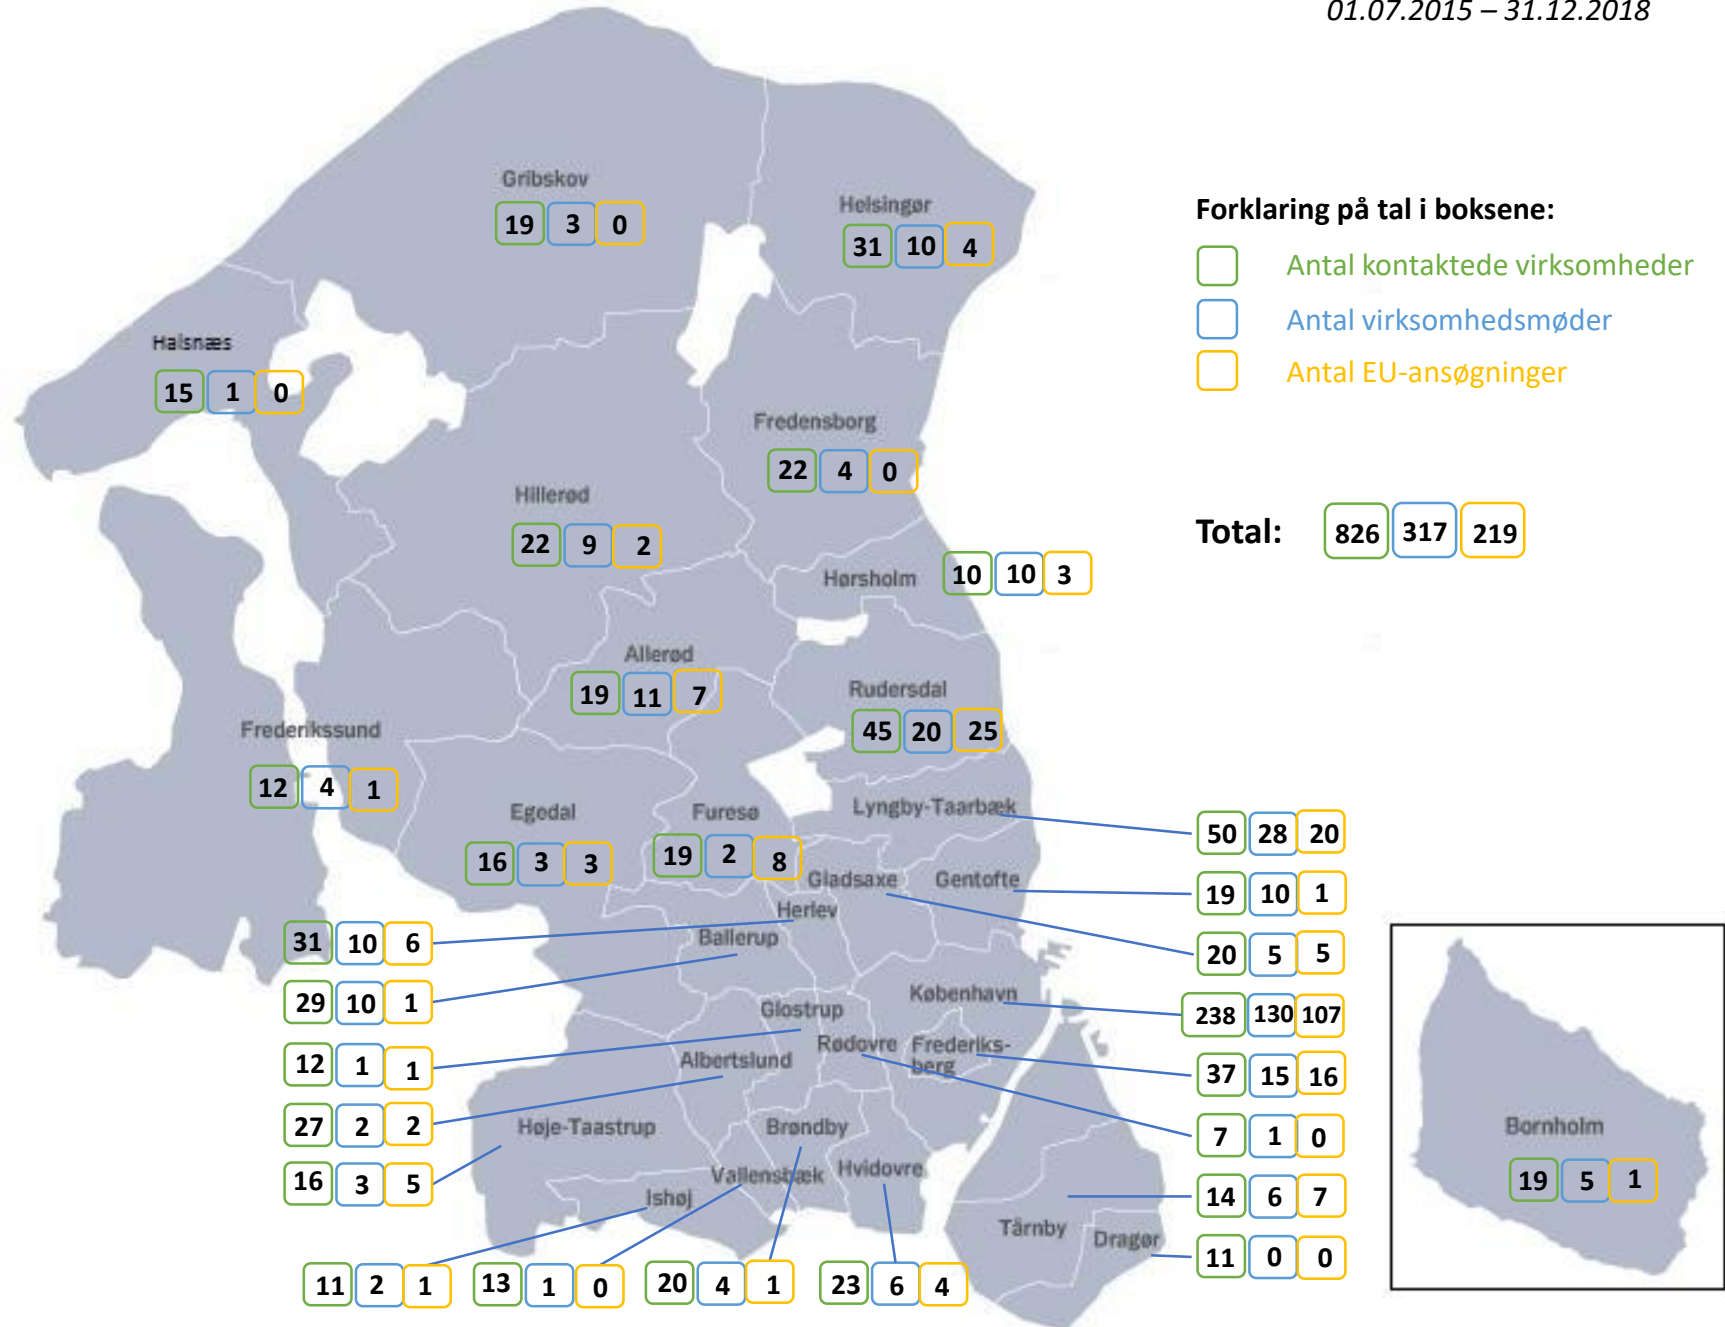 01.07.2015 – 31.12.2018
Gribskov
19 3 0
Helsingør
31 10 4
Forklaring på tal i boksene:
Antal kontaktede virksomheder
Antal virksomhedsmøder
Antal EU-ansøgninger
Halsnæs
15 1 0
Fredensborg
22 4 0
Hillerød
22 9 2
Total: 826 317 219
Hørsholm 10 10 3
Allerød
19 11 7
Rudersdal
45 20 25
Frederikssund
12 4 1
Egedal
16 3 3
Furesø
19 2 8
Lyngby-Taarbæk
50 28 20
Gladsaxe
Gentofte
19 10 1
Herlev
31 10 6
Ballerup
20 5 5
29 10 1
København
238 130 107
Glostrup
Rødovre
Frederiks-
berg
12 1 1
Albertslund
37 15 16
27 2 2
Høje-Taastrup
Brøndby
7 1 0
Bornholm
19 5 1
16 3 5
Vallensbæk
Hvidovre
Ishøj
14 6 7
Tårnby
Dragør
11 0 0
11 2 1
13 1 0
20 4 1
23 6 4